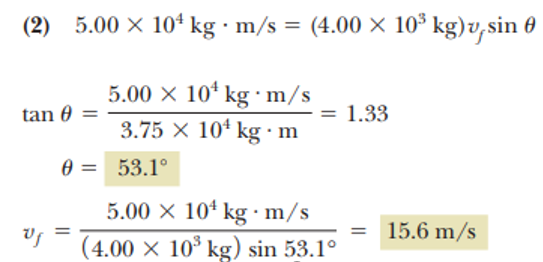 (2) 5.00 × 10⁴ kg · m/s = (4.00 × 10³ kg)v_f sin θ
tan θ = 5.00 × 10⁴ kg · m/s / 3.75 × 10⁴ kg · m = 1.33
θ = 53.1°
v_f = 5.00 × 10⁴ kg · m/s / (4.00 × 10³ kg) sin 53.1° = 15.6 m/s